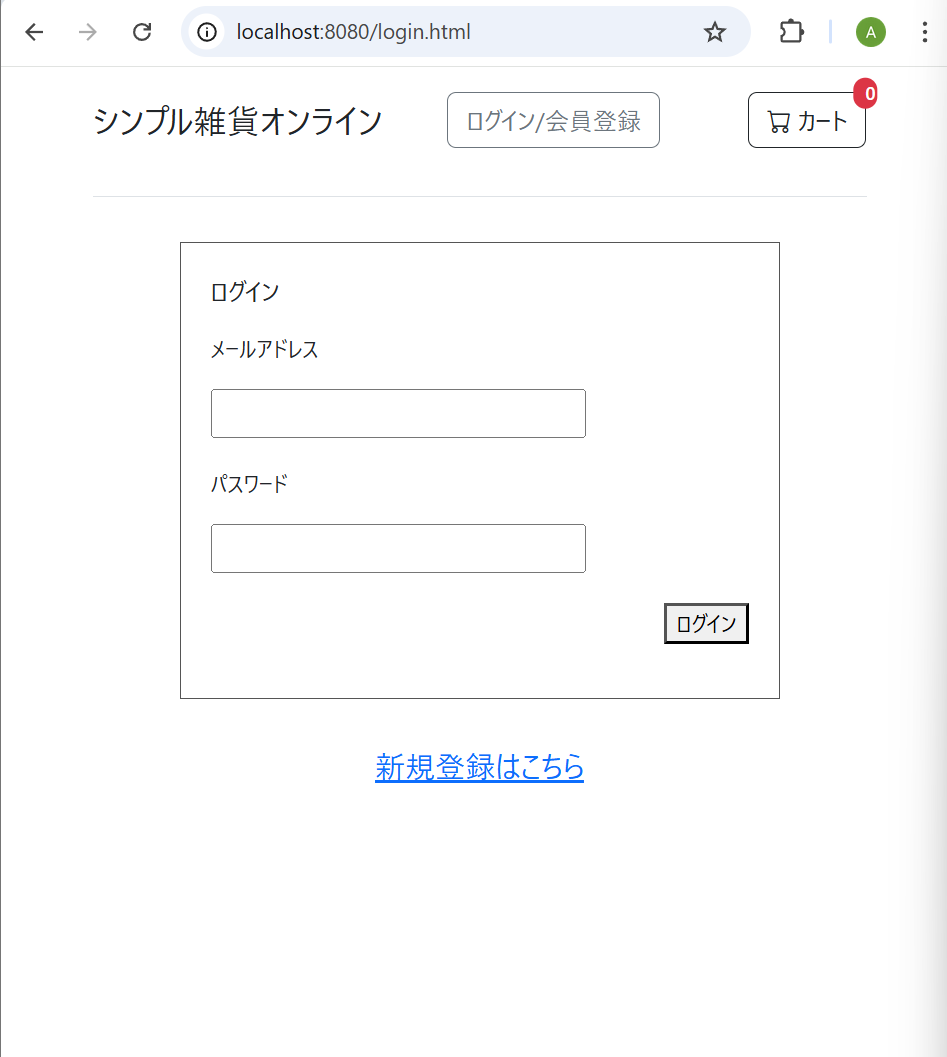 localhost:8080/login.html
A
シンプル雑貨オンライン
ログイン/会員登録
カート
0
ログイン
メールアドレス
パスワード
ログイン
新規登録はこちら